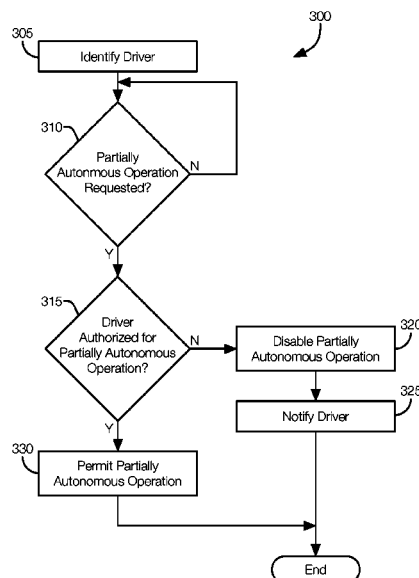 300
305
Identify Driver
310
Partially
Autonmous Operation
Requested?
N
Y
315
Driver
Authorized for
Partially Autonomous
Operation?
N
320
Disable Partially
Autonomous Operation
325
Notify Driver
Y
330
Permit Partially
Autonomous Operation
End